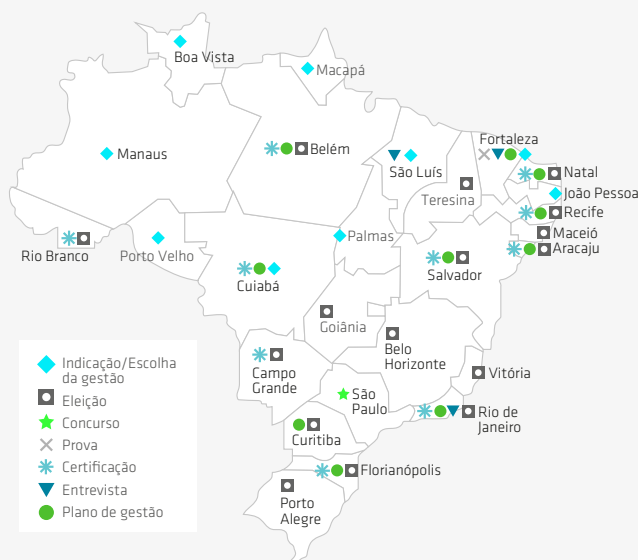 Boa Vista
Macapá
Manaus
Belém
São Luís
Fortaleza
Teresina
Natal
João Pessoa
Recife
Maceió
Aracaju
Rio Branco
Porto Velho
Palmas
Cuiabá
Salvador
Goiânia
Belo
Horizonte
Campo
Grande
Vitória
São
Paulo
Rio de
Janeiro
Curitiba
Florianópolis
Porto
Alegre
Indicação/Escolha
da gestão
Eleição
Concurso
Prova
Certificação
Entrevista
Plano de gestão